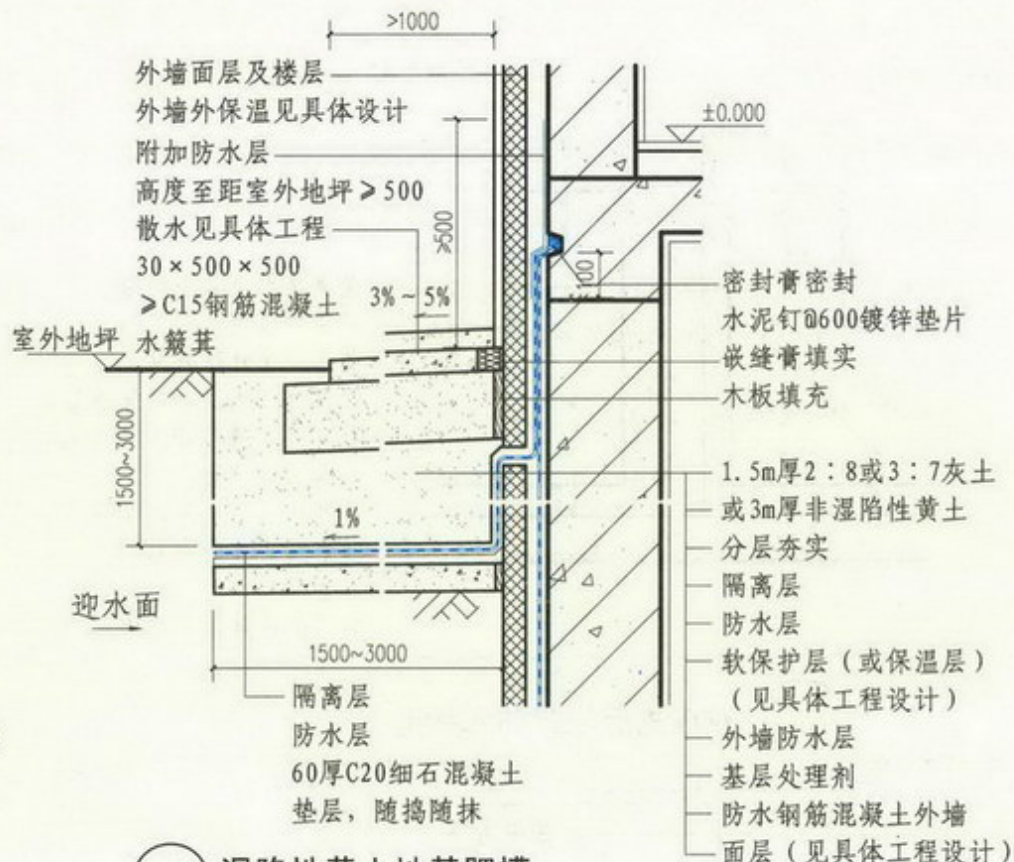 >1000
外墙面层及楼层
外墙外保温见具体设计
±0.000
附加防水层
高度至距室外地坪≥500
散水见具体工程
≥500
30×500×500
≥C15钢筋混凝土
3%~5%
100
室外地坪
水簸箕
密封膏密封
水泥钉@600镀锌垫片
嵌缝膏填实
木板填充
1500~3000
1%
1.5m厚2:8或3:7灰土
或3m厚非湿陷性黄土
分层夯实
隔离层
防水层
软保护层(或保温层)
(见具体工程设计)
外墙防水层
基层处理剂
防水钢筋混凝土外墙
面层(见具体工程设计)
迎水面
1500~3000
隔离层
防水层
60厚C20细石混凝土
垫层,随捣随抹
湿陷性黄土地基肥槽